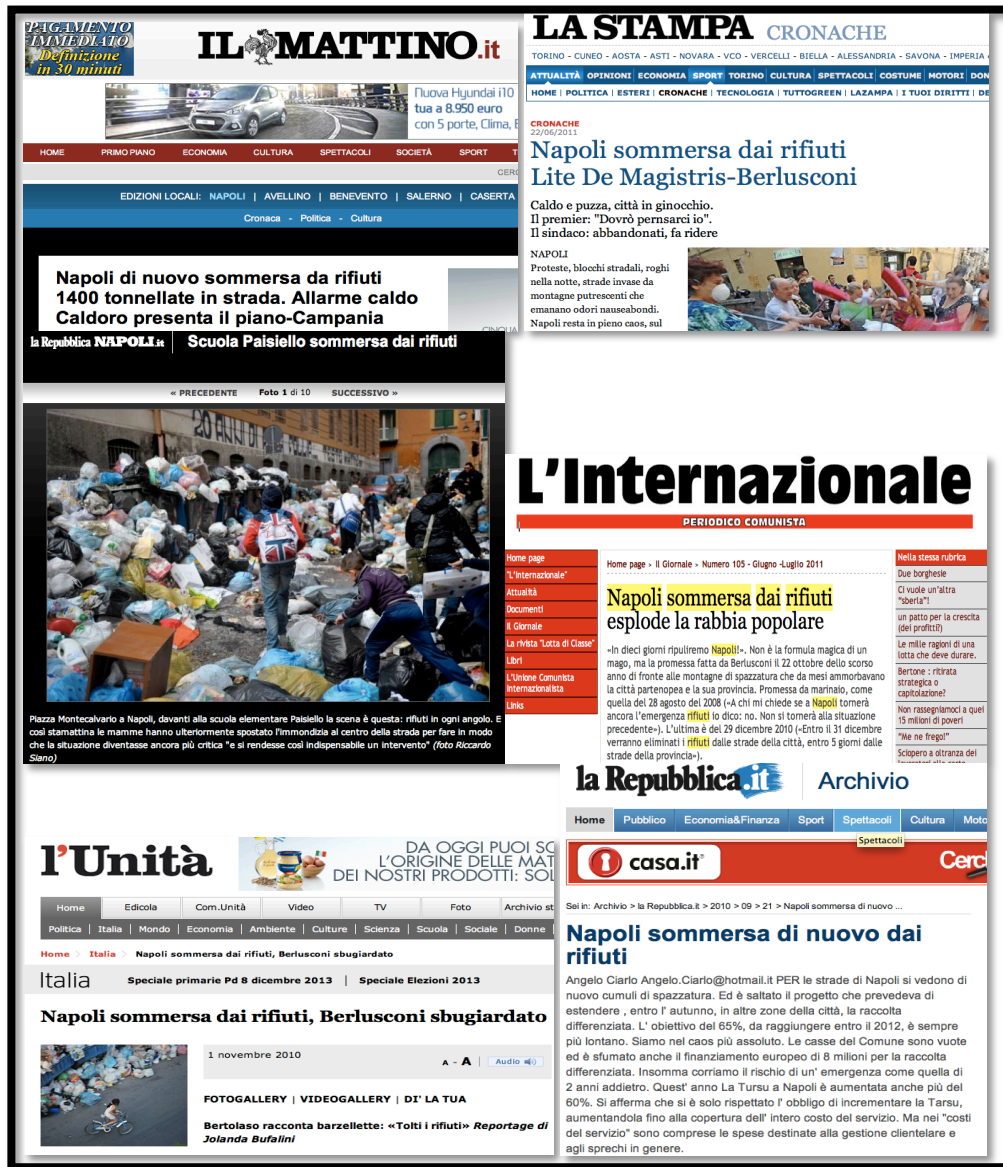 PAGAMENTO
IMMEDIATO
Definizione
in 30 minuti
IL MATTINO.it
Nuova Hyundai i10
tua a 8.950 euro
con 5 porte, Clima,
HOME PRIMO PIANO ECONOMIA CULTURA SPETTACOLI SOCIETÀ SPORT
EDIZIONI LOCALI: NAPOLI | AVELLINO | BENEVENTO | SALERNO | CASERTA
Cronaca - Politica - Cultura
Napoli di nuovo sommersa da rifiuti
1400 tonnellate in strada. Allarme caldo
Caldoro presenta il piano-Campania
LA STAMPA CRONACHE
TORINO - CUNEO - AOSTA - ASTI - NOVARA - VCO - VERCELLI - BIELLA - ALESSANDRIA - SAVONA - IMPERIA
ATTUALITÀ OPINIONI ECONOMIA SPORT TORINO CULTURA SPETTACOLI COSTUME MOTORI DON
HOME | POLITICA | ESTERI | CRONACHE | TECNOLOGIA | TUTTOGREEN | LAZAMPA | I TUOI DIRITTI | DE
CRONACHE
22/06/2011
Napoli sommersa dai rifiuti
Lite De Magistris-Berlusconi
Caldo e puzza, città in ginocchio.
Il premier: "Dovrò pernsarci io".
Il sindaco: abbandonati, fa ridere
NAPOLI
Proteste, blocchi stradali, roghi
nella notte, strade invase da
montagne putrescenti che
emanano odori nauseabondi.
Napoli resta in pieno caos, sul
la Repubblica NAPOLI.it Scuola Paisiello sommersa dai rifiuti
« PRECEDENTE Foto 1 di 10 SUCCESSIVO »
20 ANNI DI
Piazza Montecalvario a Napoli, davanti alla scuola elementare Paisiello la scena è questa: rifiuti in ogni angolo. E
così stamattina le mamme hanno ulteriormente spostato l'immondizia al centro della strada per fare in modo
che la situazione diventasse ancora più critica "e si rendesse così indispensabile un intervento" (foto Riccardo
Siano)
L'Internazionale
PERIODICO COMUNISTA
Home page
"L'Internazionale"
Attualità
Documenti
Il Giornale
La rivista "Lotta di Classe"
Libri
L'Unione Comunista
Internazionalista
Links
Home page > Il Giornale > Numero 105 - Giugno -Luglio 2011
Napoli sommersa dai rifiuti
esplode la rabbia popolare
«In dieci giorni ripuliremo Napoli!». Non è la formula magica di un
mago, ma la promessa fatta da Berlusconi il 22 ottobre dello scorso
anno di fronte alle montagne di spazzatura che da mesi ammorbavano
la città partenopea e la sua provincia. Promessa da marinaio, come
quella del 28 agosto del 2008 («A chi mi chiede se a Napoli tornerà
ancora l'emergenza rifiuti io dico: no. Non si tornerà alla situazione
precedente»). L'ultima è del 29 dicembre 2010 («Entro il 31 dicembre
verranno eliminati i rifiuti dalle strade della città, entro 5 giorni dalle
strade della provincia»).
Nella stessa rubrica
Due borghesie
Ci vuole un'altra
"sberla"!
un patto per la crescita
(dei profitti?)
Le mille ragioni di una
lotta che deve durare.
Bertone : ritirata
strategica o
capitolazione?
Non rassegniamoci a quei
15 milioni di poveri
"Me ne frego!"
Sciopero a oltranza dei
la Repubblica.it Archivio
Home Pubblico Economia&Finanza Sport Spettacoli Cultura Moto
Spettacoli
casa.it Cerc
Sei in: Archivio > la Repubblica.it > 2010 > 09 > 21 > Napoli sommersa di nuovo ...
Napoli sommersa di nuovo dai
rifiuti
Angelo Ciarlo Angelo.Ciarlo@hotmail.it PER le strade di Napoli si vedono di
nuovo cumuli di spazzatura. Ed è saltato il progetto che prevedeva di
estendere , entro l' autunno, in altre zone della città, la raccolta
differenziata. L' obiettivo del 65%, da raggiungere entro il 2012, è sempre
più lontano. Siamo nel caos più assoluto. Le casse del Comune sono vuote
ed è sfumato anche il finanziamento europeo di 8 milioni per la raccolta
differenziata. Insomma corriamo il rischio di un' emergenza come quella di
2 anni addietro. Quest' anno La Tursu a Napoli è aumentata anche più del
60%. Si afferma che si è solo rispettato l' obbligo di incrementare la Tarsu,
aumentandola fino alla copertura dell' intero costo del servizio. Ma nei "costi
del servizio" sono comprese le spese destinate alla gestione clientelare e
agli sprechi in genere.
l'Unità
DA OGGI PUOI SC
L'ORIGINE DELLE MAT
DEI NOSTRI PRODOTTI: SOL
Home Edicola Com.Unità Video TV Foto Archivio st
Politica | Italia | Mondo | Economia | Ambiente | Culture | Scienza | Scuola | Sociale | Donne
Home > Italia > Napoli sommersa dai rifiuti, Berlusconi sbugiardato
Italia Speciale primarie Pd 8 dicembre 2013 | Speciale Elezioni 2013
Napoli sommersa dai rifiuti, Berlusconi sbugiardato
1 novembre 2010
A - A | Audio
FOTOGALLERY | VIDEOGALLERY | DI' LA TUA
Bertolaso racconta barzellette: «Tolti i rifiuti» Reportage di
Jolanda Bufalini